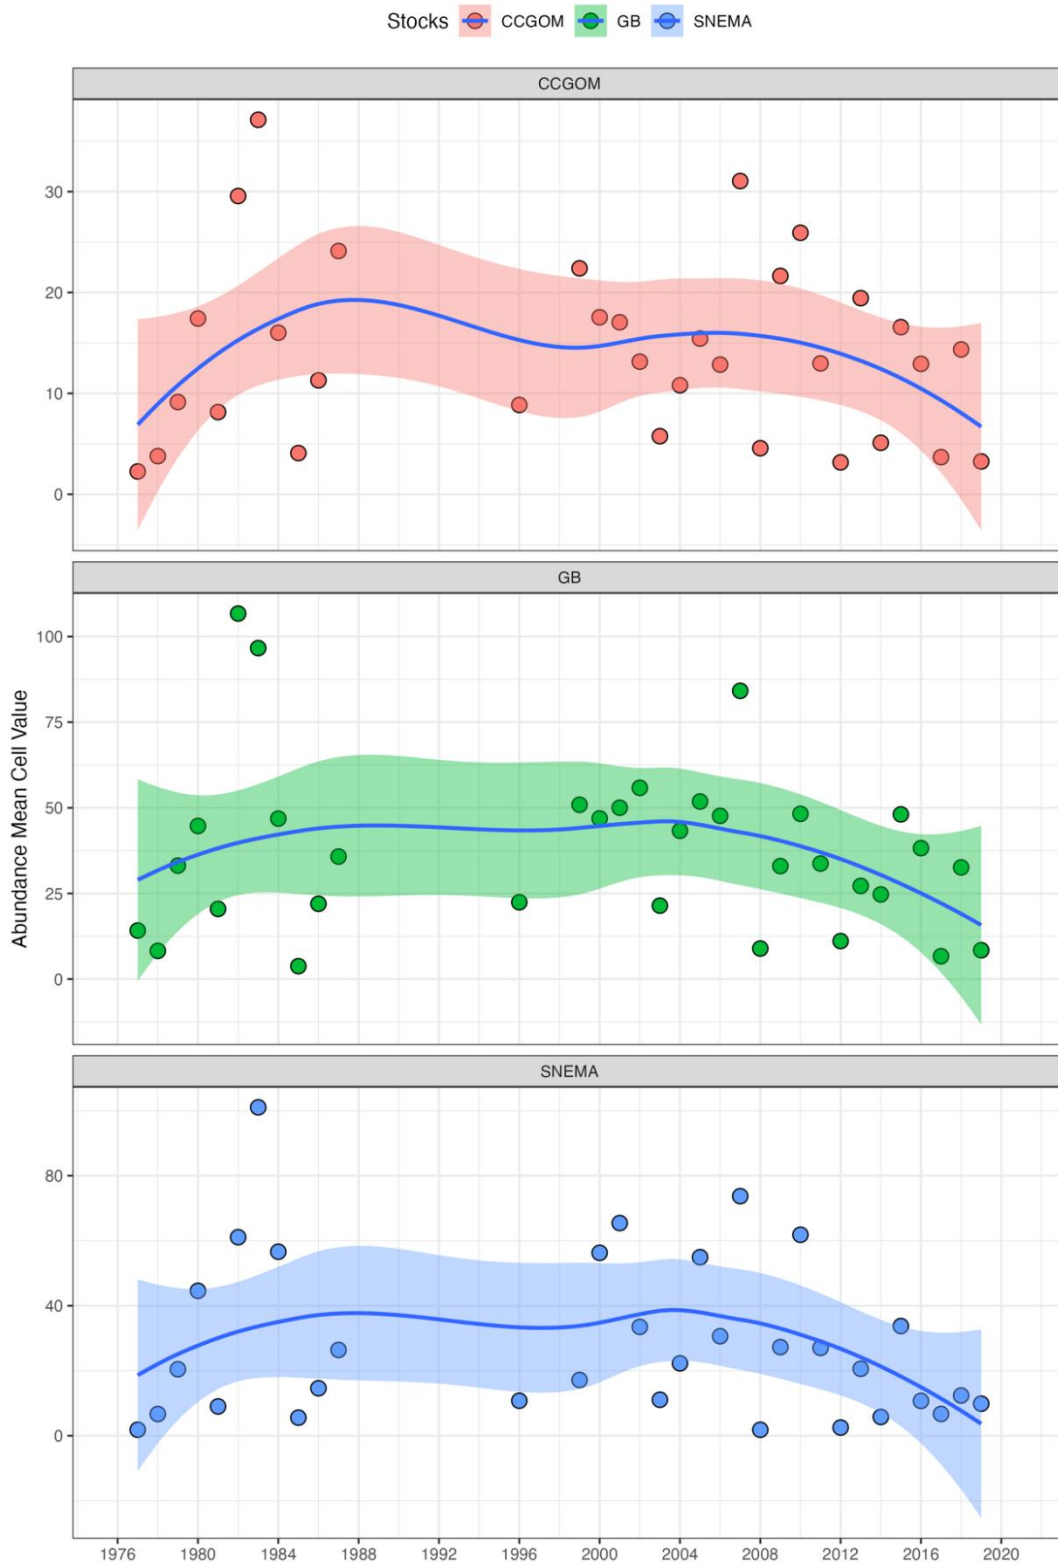 Stocks CCGOM GB SNEMA
CCGOM
30
20
10
0
GB
100
75
50
25
0
Abundance Mean Cell Value
SNEMA
80
40
0
1976 1980 1984 1988 1992 1996 2000 2004 2008 2012 2016 2020